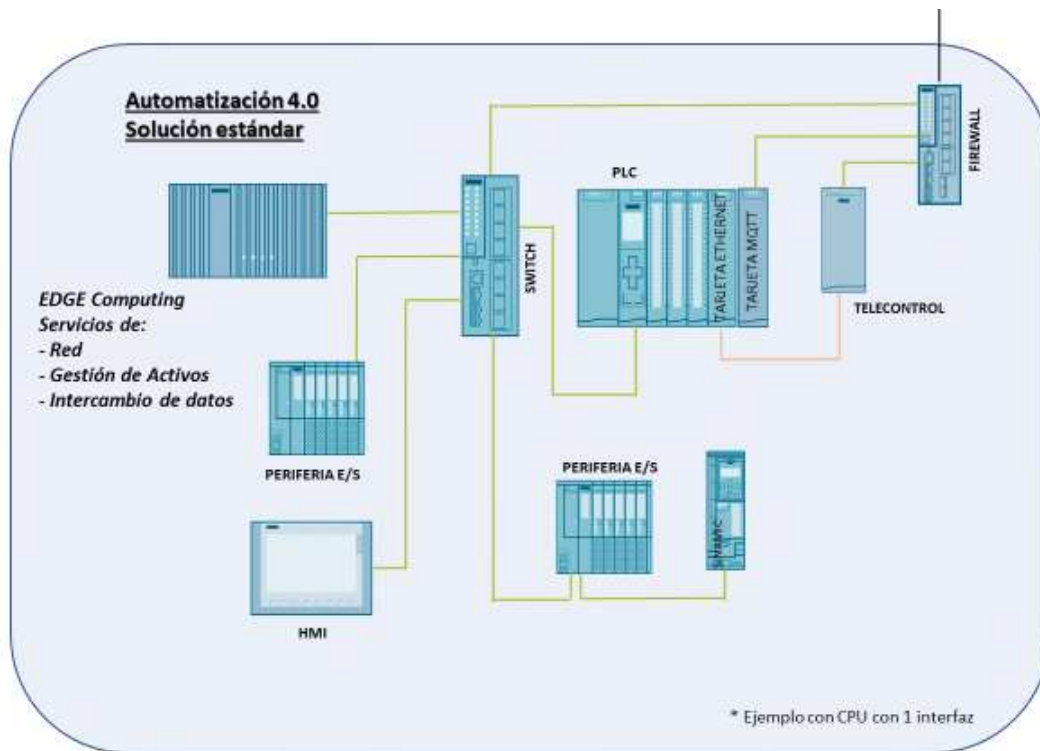 Automatización 4.0
Solución estándar
FIREWALL
PLC
SWITCH
TARJETA ETHERNET
TARJETA MQTT
TELECONTROL
EDGE Computing
Servicios de:
- Red
- Gestión de Activos
- Intercambio de datos
PERIFERIA E/S
PERIFERIA E/S
HMI
* Ejemplo con CPU con 1 interfaz